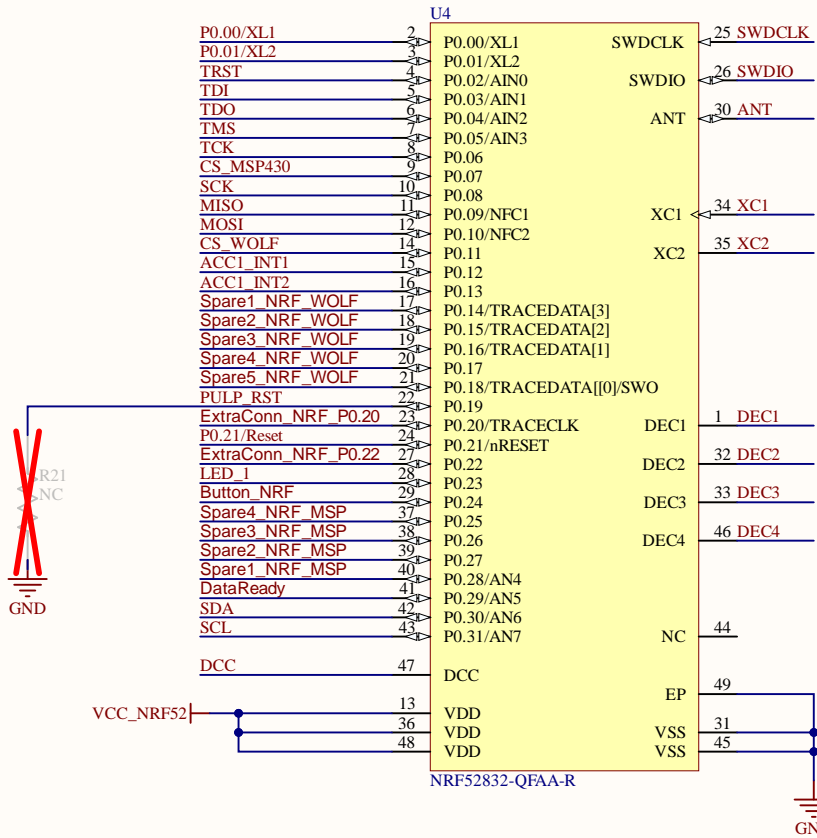 U4
P0.00/XL1 2 P0.00/XL1 SWDCLK 25 SWDCLK
P0.01/XL2 3 P0.01/XL2
TRST 4 P0.02/AIN0 SWDIO 26 SWDIO
TDI 5 P0.03/AIN1
TDO 6 P0.04/AIN2 ANT 30 ANT
TMS 7 P0.05/AIN3
TCK 8 P0.06
CS_MSP430 9 P0.07
SCK 10 P0.08
MISO 11 P0.09/NFC1 XC1 34 XC1
MOSI 12 P0.10/NFC2
CS_WOLF 14 P0.11 XC2 35 XC2
ACC1_INT1 15 P0.12
ACC1_INT2 16 P0.13
Spare1_NRF_WOLF 17 P0.14/TRACEDATA[3]
Spare2_NRF_WOLF 18 P0.15/TRACEDATA[2]
Spare3_NRF_WOLF 19 P0.16/TRACEDATA[1]
Spare4_NRF_WOLF 20 P0.17
Spare5_NRF_WOLF 21 P0.18/TRACEDATA[[0]/SWO
PULP_RST 22 P0.19
ExtraConn_NRF_P0.20 23 P0.20/TRACECLK DEC1 1 DEC1
P0.21/Reset 24 P0.21/nRESET
ExtraConn_NRF_P0.22 27 P0.22 DEC2 32 DEC2
LED_1 28 P0.23
Button_NRF 29 P0.24 DEC3 33 DEC3
Spare4_NRF_MSP 37 P0.25
Spare3_NRF_MSP 38 P0.26 DEC4 46 DEC4
Spare2_NRF_MSP 39 P0.27
Spare1_NRF_MSP 40 P0.28/AN4
DataReady 41 P0.29/AN5
SDA 42 P0.30/AN6
SCL 43 P0.31/AN7 NC 44
R21
NC
GND
DCC 47 DCC
EP 49
VCC_NRF52 13 VDD
36 VDD VSS 31
48 VDD VSS 45
NRF52832-QFAA-R
GN